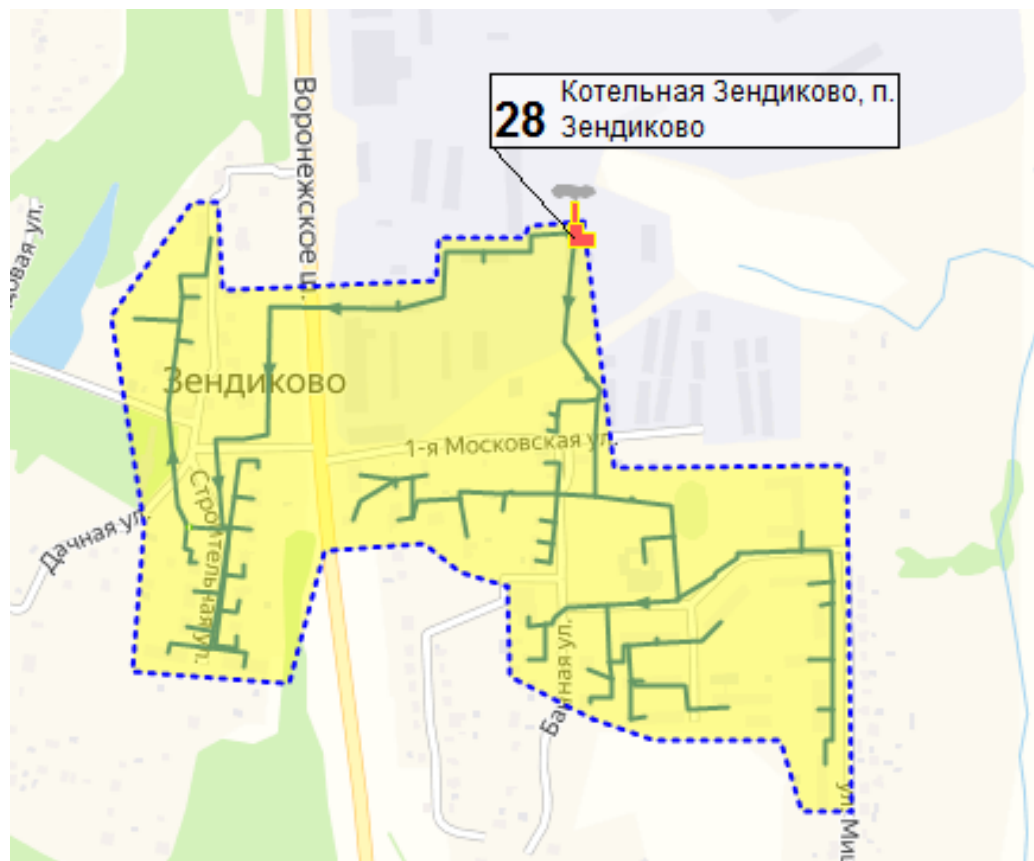 28
Котельная Зендиково, п.
Зендиково
Воронежское ш.
Зендиково
1-я Московская ул.
Строительная ул.
Дачная ул.
Банная ул.